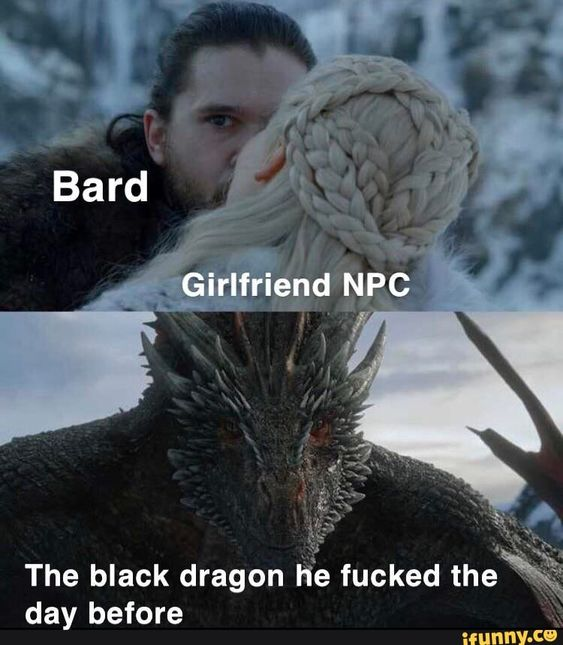 Bard
Girlfriend NPC
The black dragon he fucked the
day before
ifunny.co